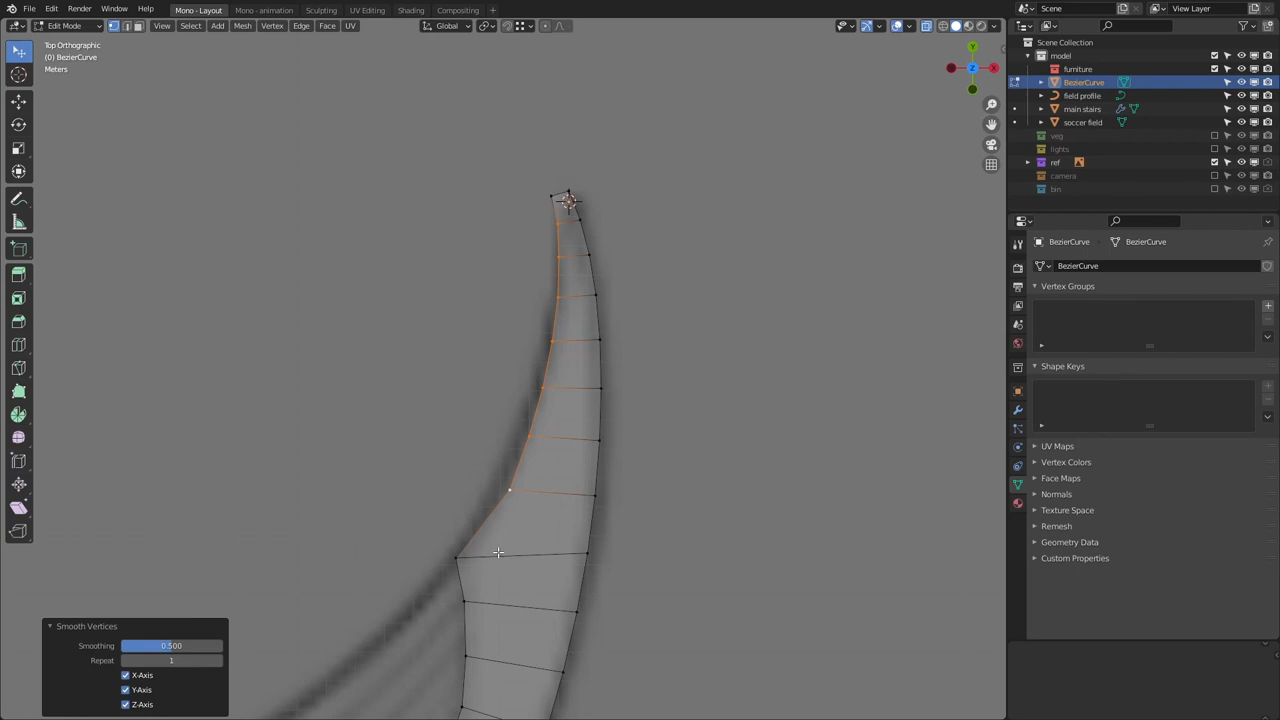 File Edit Render Window Help Mono - Layout Mono - animation Sculpting UV Editing Shading Compositing + Scene View Layer
Edit Mode View Select Add Mesh Vertex Edge Face UV Global
Top Orthographic
(0) BezierCurve
Meters
Y
X
Z
Smooth Vertices
Smoothing 0.500
Repeat 1
X-Axis
Y-Axis
Z-Axis
Scene Collection
model
furniture
BezierCurve
field profile
main stairs
soccer field
veg
lights
ref
camera
bin
BezierCurve BezierCurve
BezierCurve
Vertex Groups
Shape Keys
UV Maps
Vertex Colors
Face Maps
Normals
Texture Space
Remesh
Geometry Data
Custom Properties